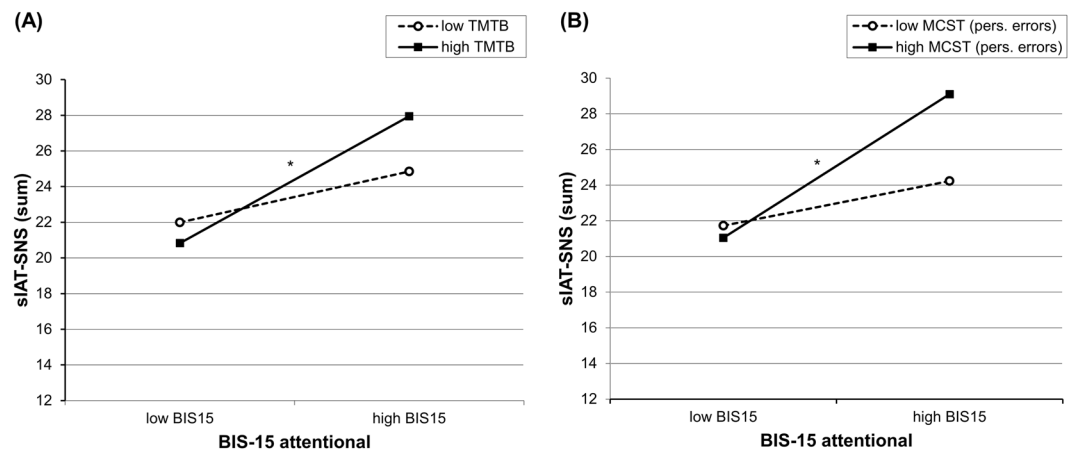 (A)
low TMTB
high TMTB
30
28
26
24
22
20
18
16
14
12
sIAT-SNS (sum)
*
low BIS15
high BIS15
BIS-15 attentional
(B)
low MCST (pers. errors)
high MCST (pers. errors)
30
28
26
24
22
20
18
16
14
12
sIAT-SNS (sum)
*
low BIS15
high BIS15
BIS-15 attentional